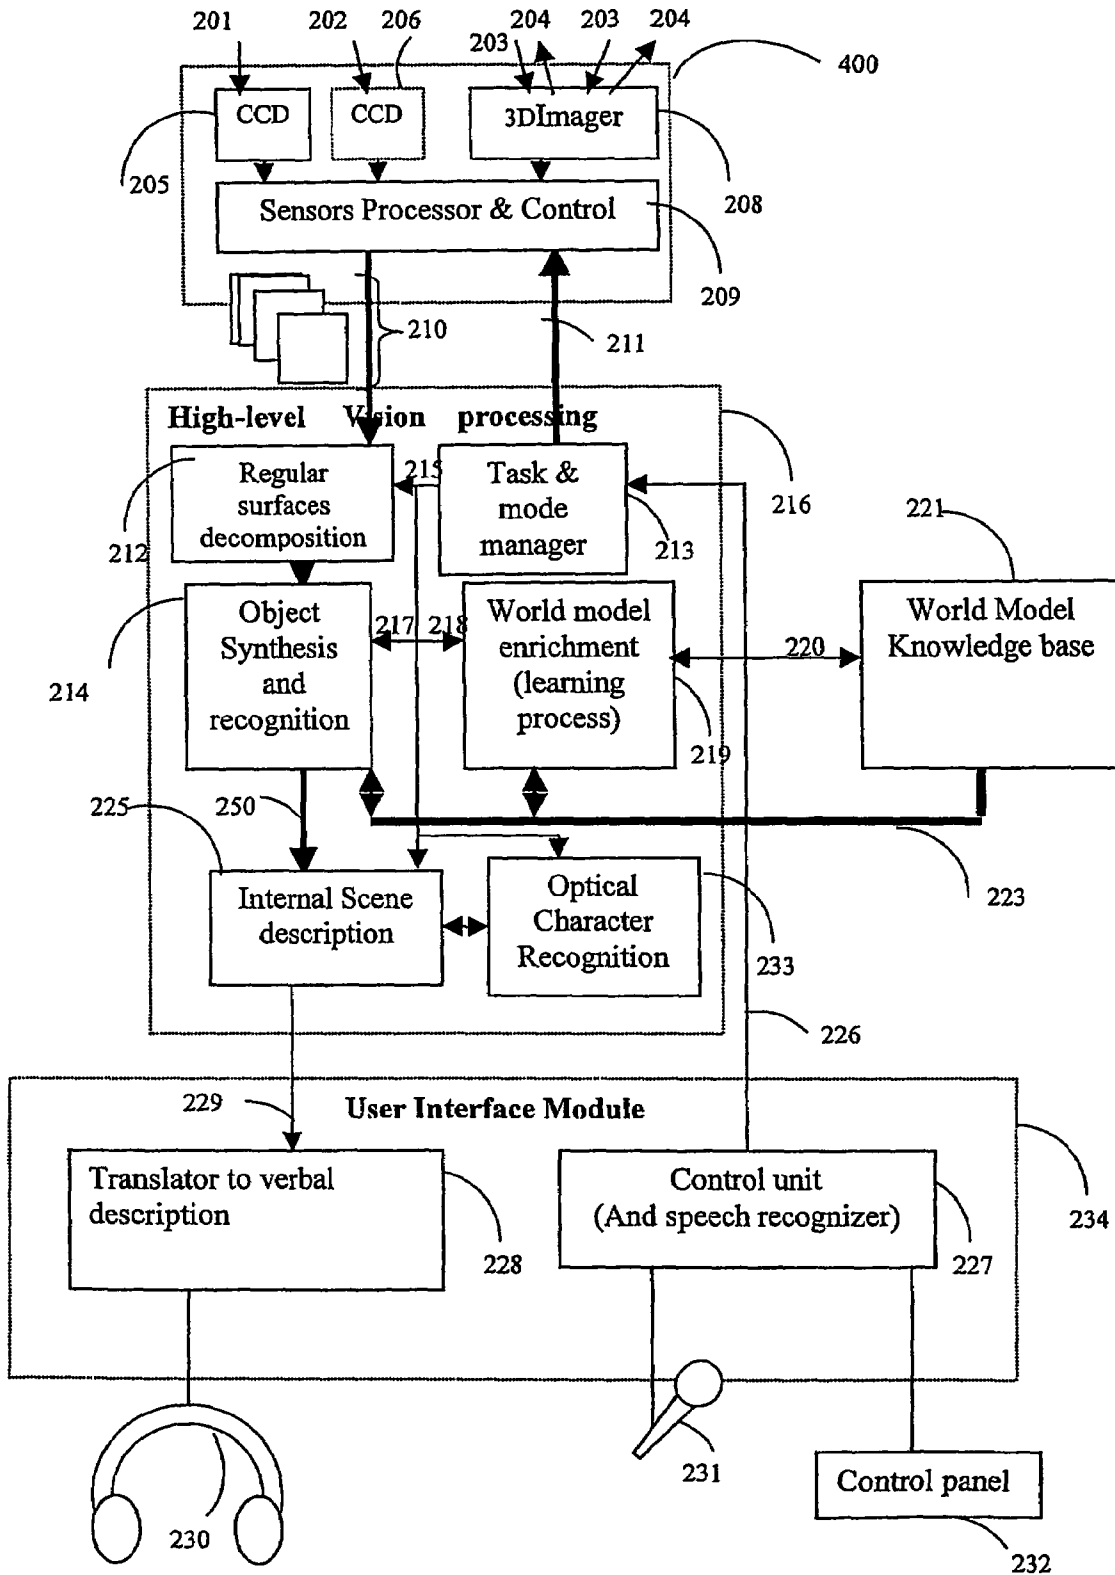 201
202
206
204
203
204
203
400
CCD
CCD
3DImager
205
208
Sensors Processor & Control
209
210
211
High-level Vision processing
215
Regular
surfaces
decomposition
Task &
mode
manager
212
213
216
221
Object
Synthesis
and
recognition
217
218
World model
enrichment
(learning
process)
220
World Model
Knowledge base
214
219
225
250
223
Internal Scene
description
Optical
Character
Recognition
233
226
229
User Interface Module
Translator to verbal
description
Control unit
(And speech recognizer)
228
227
234
230
231
Control panel
232